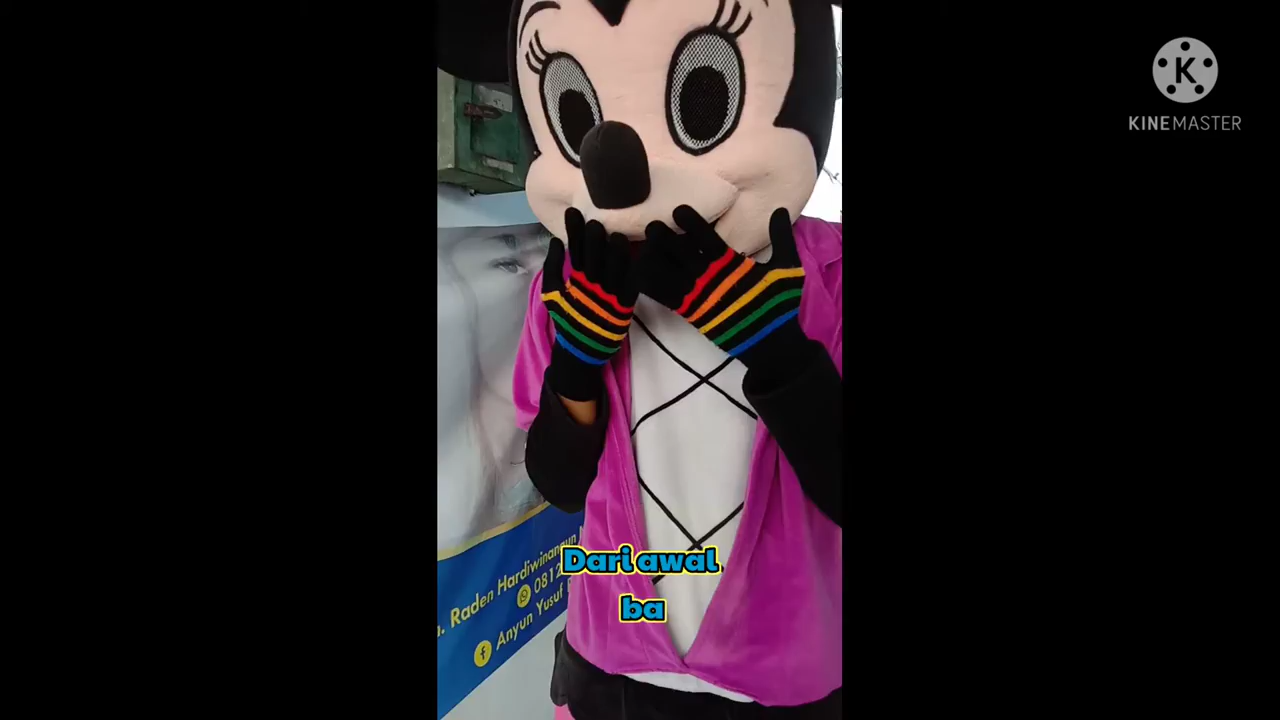 KINEMASTER
Dari awal
ba
Raden Hardiwinangun
0812
Anyun Yusuf